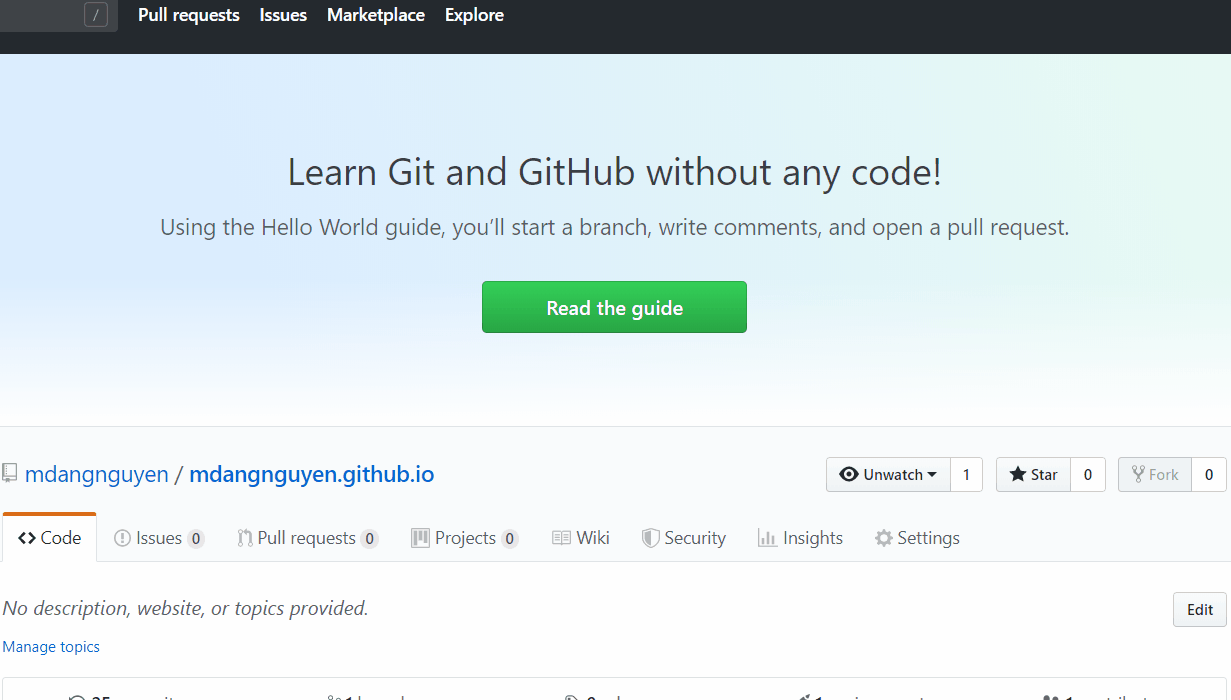 / Pull requests Issues Marketplace Explore
Learn Git and GitHub without any code!
Using the Hello World guide, you’ll start a branch, write comments, and open a pull request.
Read the guide
mdangnguyen / mdangnguyen.github.io Unwatch 1 Star 0 Fork 0
<> Code Issues 0 Pull requests 0 Projects 0 Wiki Security Insights Settings
No description, website, or topics provided. Edit
Manage topics